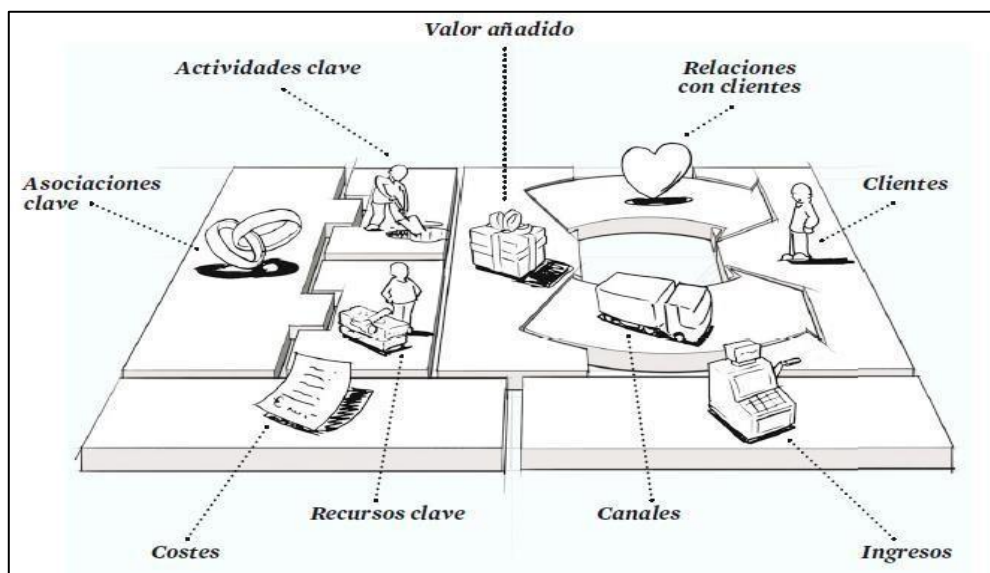 Valor añadido
Actividades clave
Relaciones
con clientes
Asociaciones
clave
Clientes
Recursos clave
Canales
Costes
Ingresos